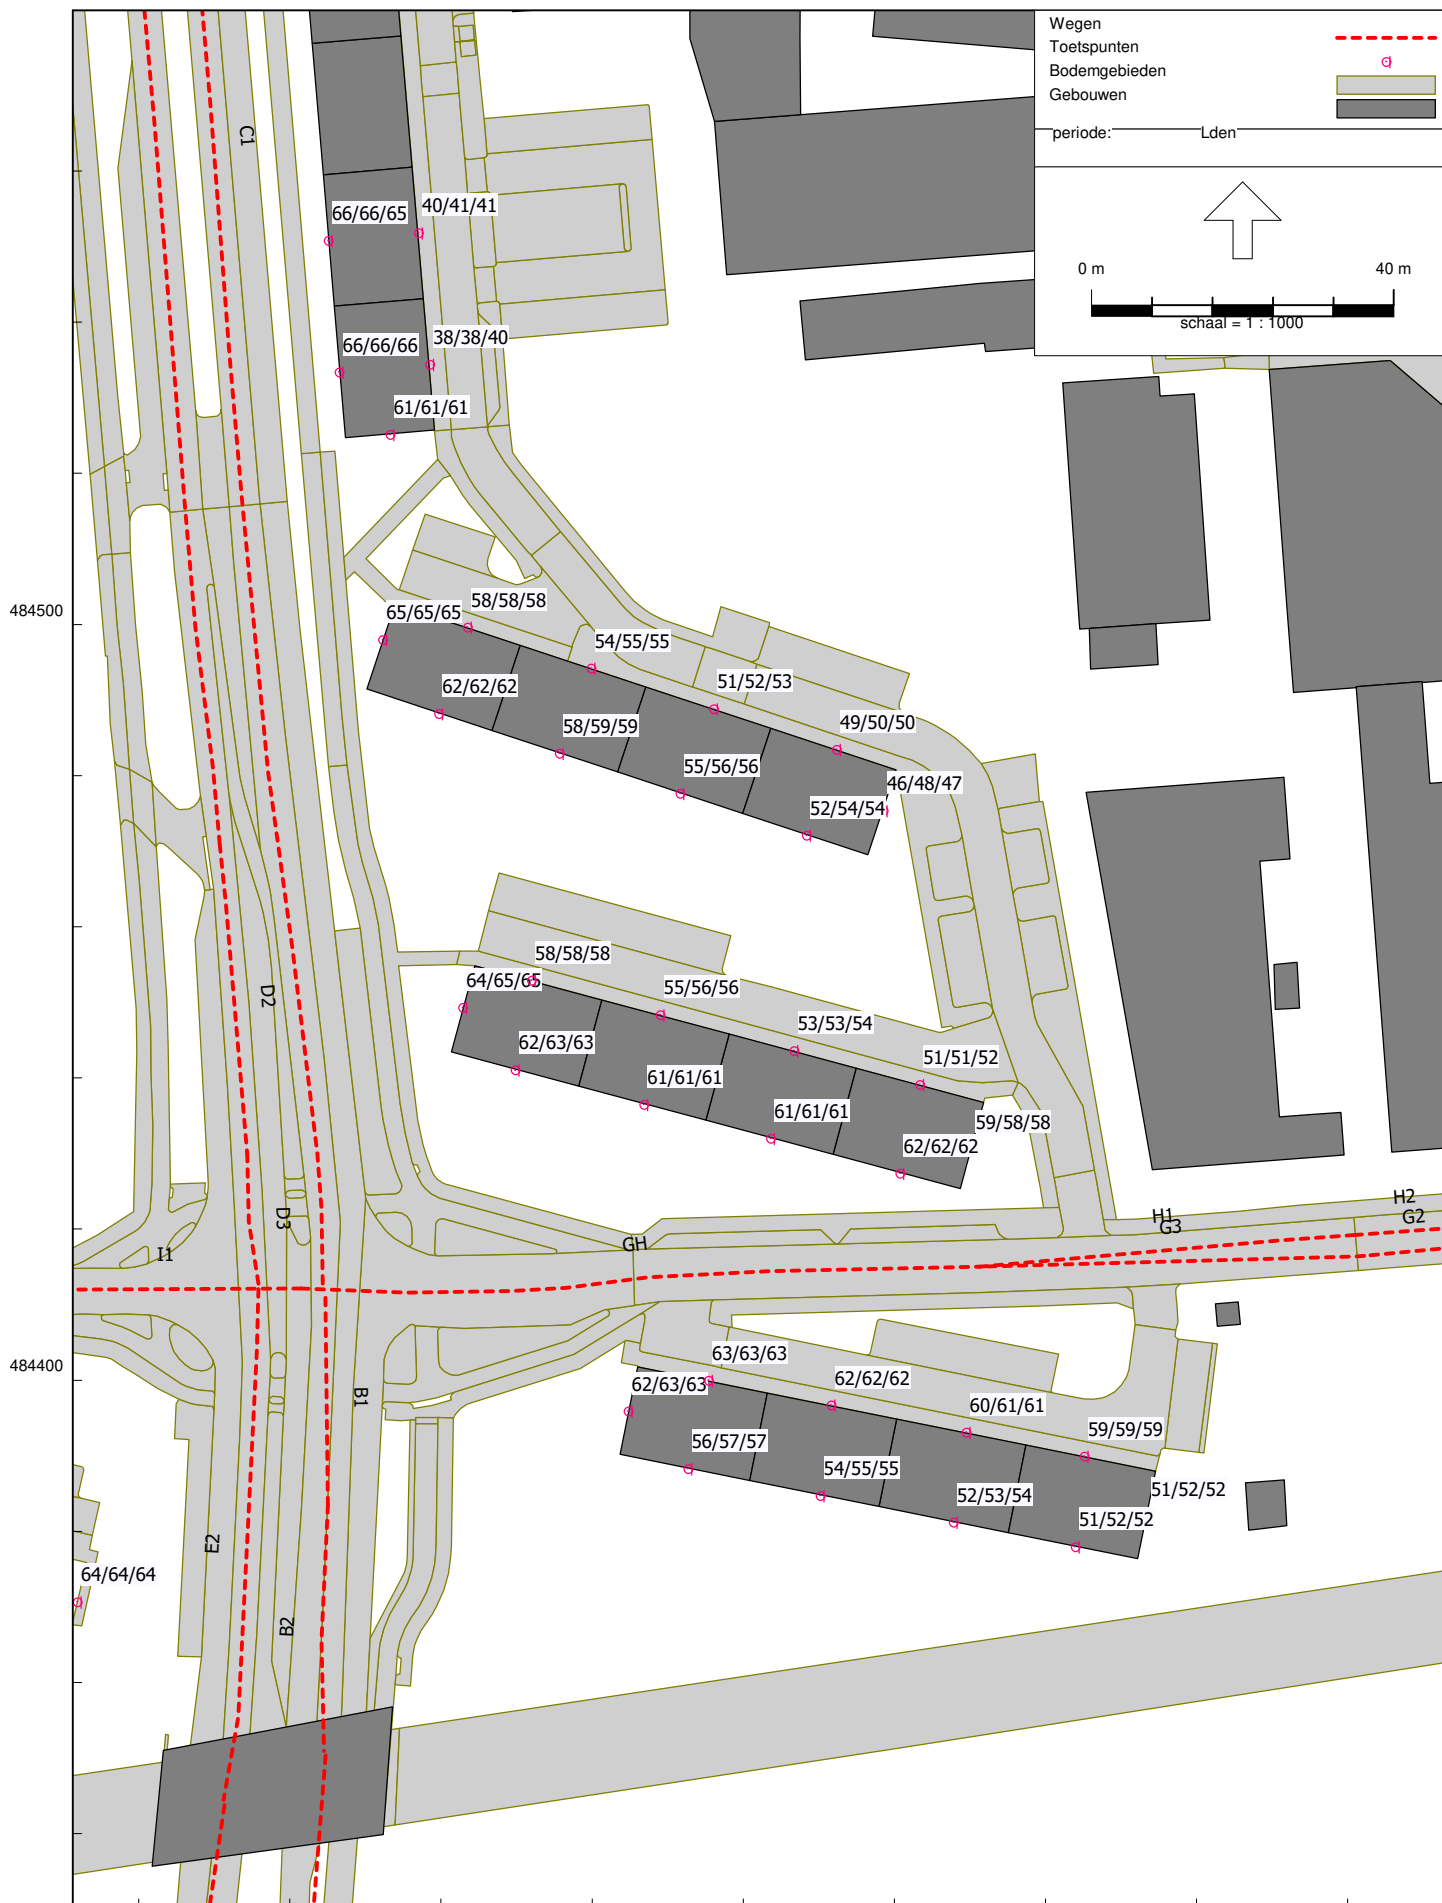 Wegen
Toetspunten
Bodemgebieden
Gebouwen
periode: Lden
0 m 40 m
schaal = 1 : 1000
C1
66/66/65
40/41/41
66/66/66
38/38/40
61/61/61
484500
65/65/65
58/58/58
54/55/55
62/62/62
51/52/53
58/59/59
49/50/50
55/56/56
46/48/47
52/54/54
58/58/58
64/65/65
55/56/56
D2
53/53/54
62/63/63
51/51/52
61/61/61
61/61/61
59/58/58
62/62/62
H2
H1
G2
D3
G3
GH
I1
484400
63/63/63
62/63/63
62/62/62
B1
60/61/61
56/57/57
59/59/59
54/55/55
51/52/52
52/53/54
51/52/52
E2
64/64/64
B2